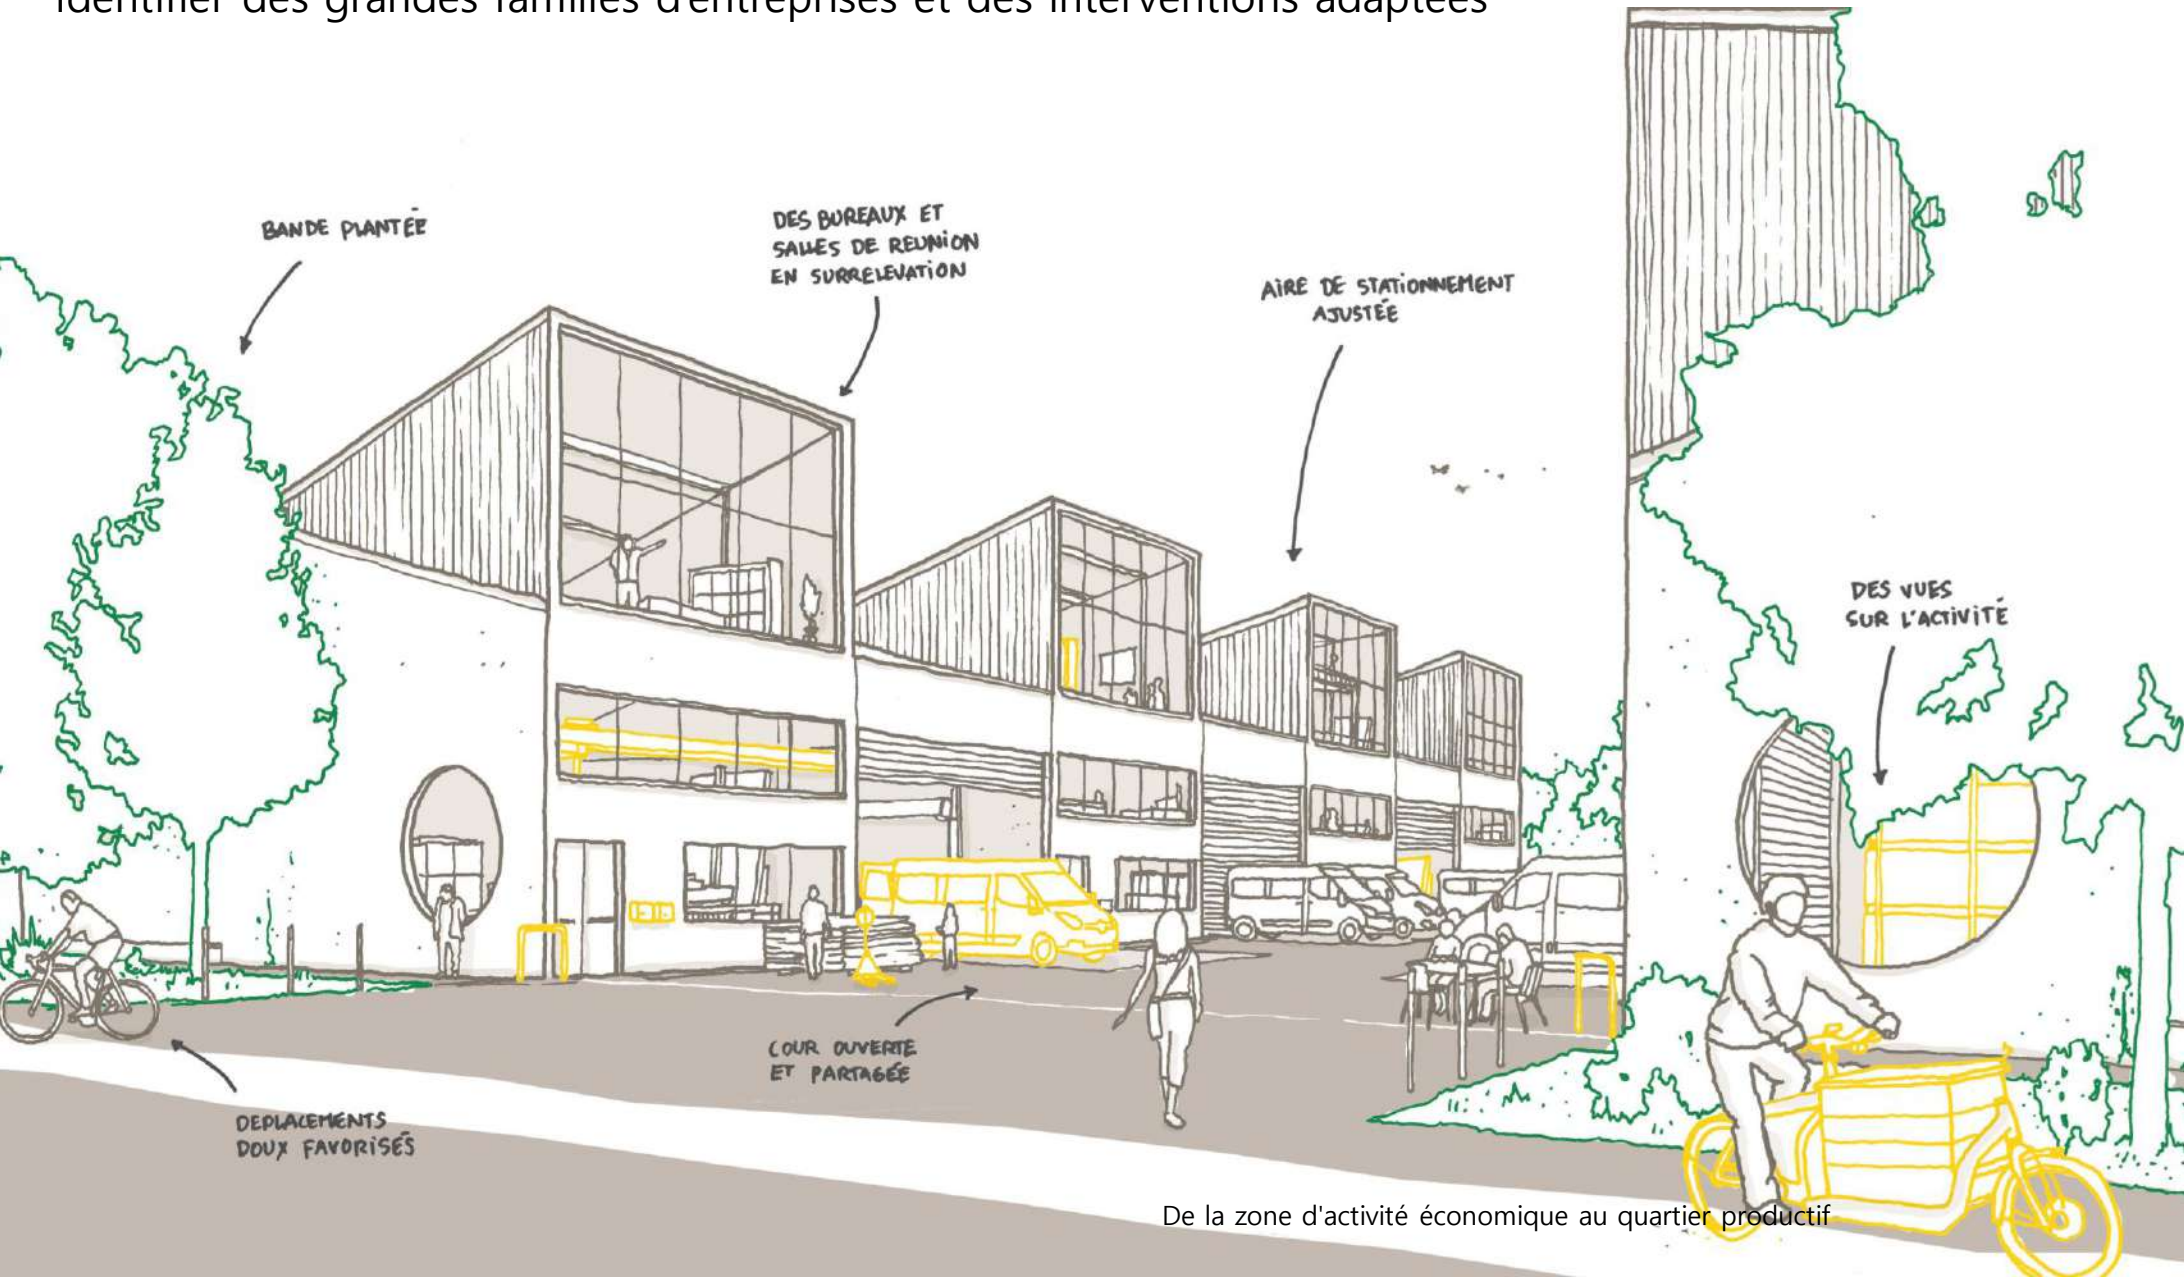 Identifier des grandes familles d'entreprises et des interventions adaptées
BANDE PLANTÉE
DES BUREAUX ET
SALLES DE REUNION
EN SURRELEVATION
AIRE DE STATIONNEMENT
AJUSTÉE
DES VUES
SUR L'ACTIVITÉ
COUR OUVERTE
ET PARTAGÉE
DEPLACEMENTS
DOUX FAVORISÉS
De la zone d'activité économique au quartier productif